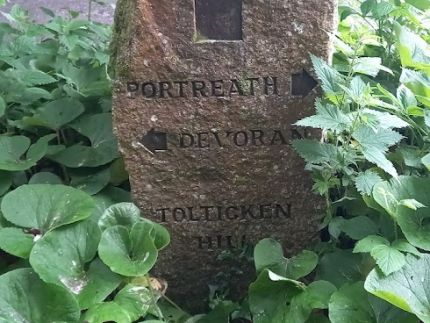 PORTREATH
DEVORAN
TOLTICKEN
HILL